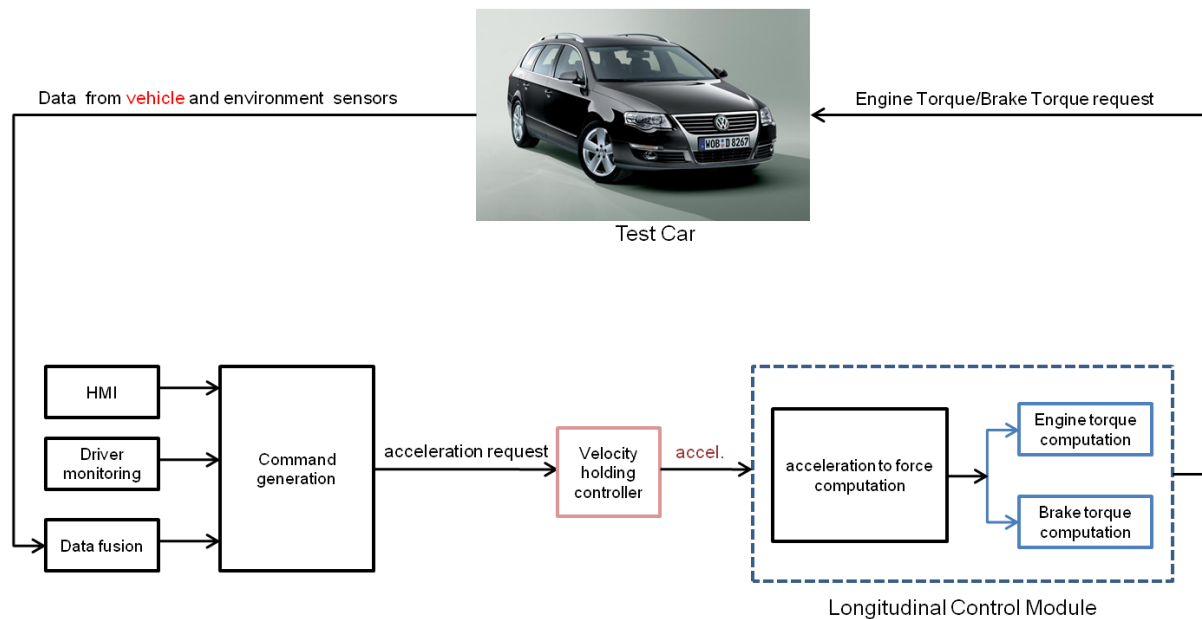 Data from vehicle and environment sensors
Engine Torque/Brake Torque request
WOB D 8267
Test Car
HMI
Driver
monitoring
Data fusion
Command
generation
acceleration request
Velocity
holding
controller
accel.
acceleration to force
computation
Engine torque
computation
Brake torque
computation
Longitudinal Control Module